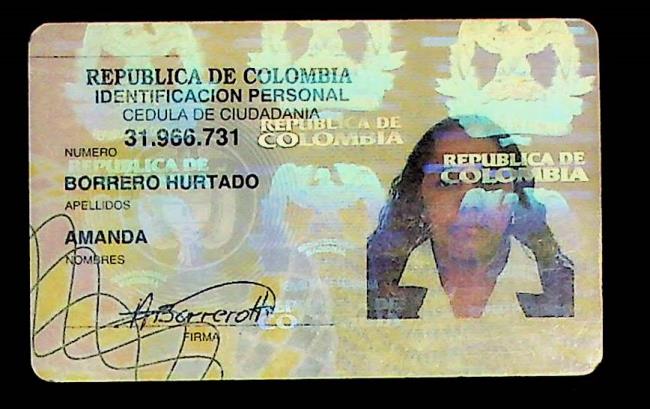 REPUBLICA DE COLOMBIA
IDENTIFICACION PERSONAL
CEDULA DE CIUDADANIA
NUMERO 31.966.731
BORRERO HURTADO
APELLIDOS
AMANDA
NOMBRES
FIRMA
REPUBLICA DE
COLOMBIA
REPUBLICA DE
COLOMBIA
REPUBLICA DE